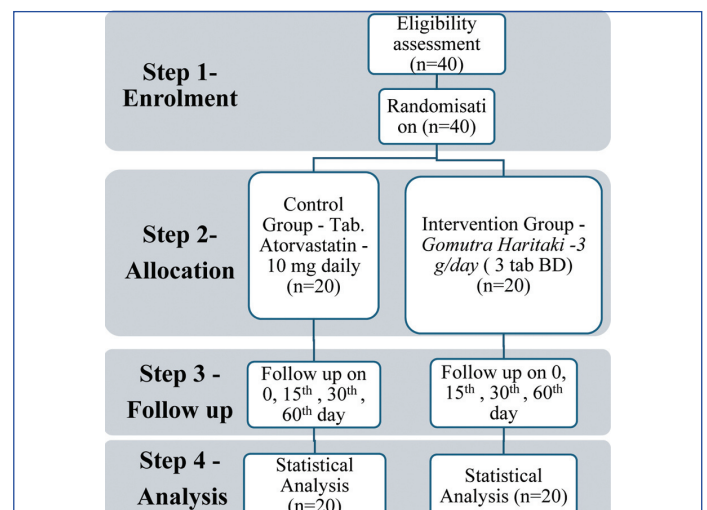 Step 1-
Enrolment
Eligibility
assessment
(n=40)
Randomisati
on (n=40)
Step 2-
Allocation
Control
Group - Tab.
Atorvastatin -
10 mg daily
(n=20)
Intervention Group -
Gomutra Haritaki -3
g/day ( 3 tab BD)
(n=20)
Step 3 -
Follow up
Follow up on
0, 15th , 30th ,
60th day
Follow up on 0,
15th , 30th , 60th
day
Step 4 -
Analysis
Statistical
Analysis
(n=20)
Statistical
Analysis (n=20)